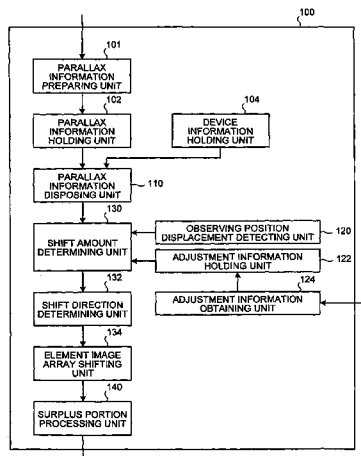 100
101
PARALLAX
INFORMATION
PREPARING UNIT
102
PARALLAX
INFORMATION
HOLDING UNIT
104
DEVICE
INFORMATION
HOLDING UNIT
PARALLAX
INFORMATION
DISPOSING UNIT
110
130
SHIFT AMOUNT
DETERMINING UNIT
OBSERVING POSITION
DISPLACEMENT DETECTING UNIT
120
ADJUSTMENT INFORMATION
HOLDING UNIT
122
124
ADJUSTMENT INFORMATION
OBTAINING UNIT
132
SHIFT DIRECTION
DETERMINING UNIT
134
ELEMENT IMAGE
ARRAY SHIFTING
UNIT
140
SURPLUS PORTION
PROCESSING UNIT